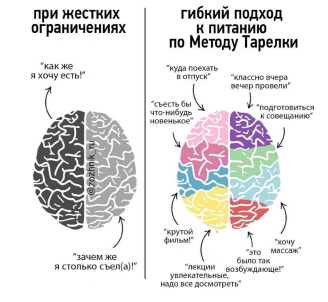 при жестких
ограничениях
"как же
я хочу есть!"
@zozhnik_ru
"зачем же
я столько съел(а)!"
гибкий подход
к питанию
по Методу Тарелки
"куда поехать
в отпуск"
"классно вчера
вечер провели"
"съесть бы
что-нибудь
новенькое"
"подготовиться
к совещанию"
"крутой
фильм!"
"хочу
массаж"
"это
было так
возбуждающе!"
"лекции
увлекательные,
надо все досмотреть"